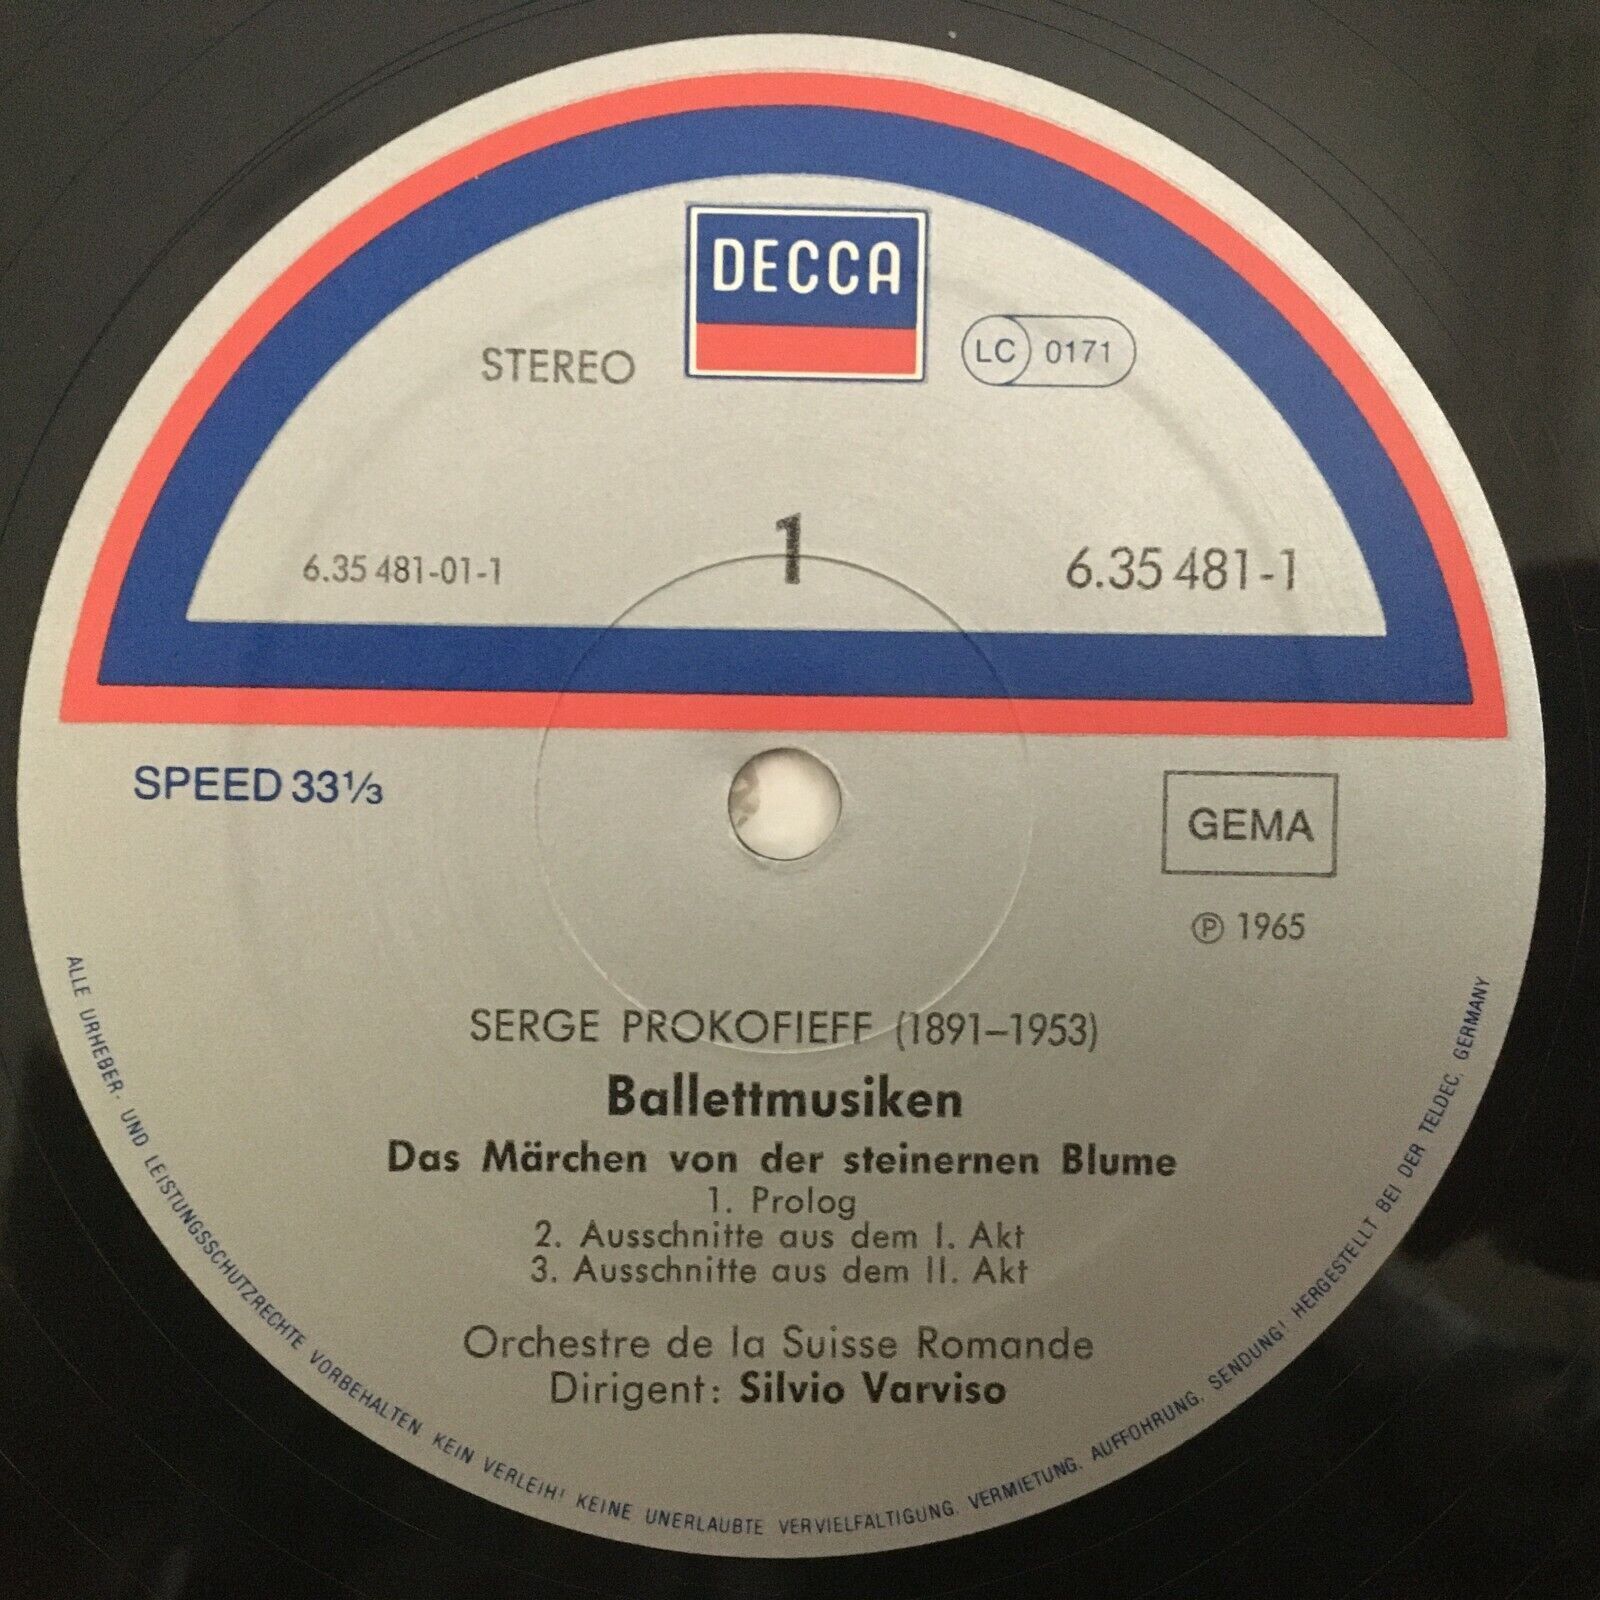 DECCA
STEREO
LC 0171
1
6.35 481-01-1
6.35 481-1
SPEED 33⅓
GEMA
℗ 1965
SERGE PROKOFIEFF (1891–1953)
Ballettmusiken
Das Märchen von der steinernen Blume
1. Prolog
2. Ausschnitte aus dem I. Akt
3. Ausschnitte aus dem II. Akt
Orchestre de la Suisse Romande
Dirigent: Silvio Varviso
ALLE URHEBER- UND LEISTUNGSSCHUTZRECHTE VORBEHALTEN. KEIN VERLEIH! KEINE UNERLAUBTE VERVIELFÄLTIGUNG. VERMIETUNG. AUFFÜHRUNG. SENDUNG! HERGESTELLT BEI DER TELDEC. GERMANY